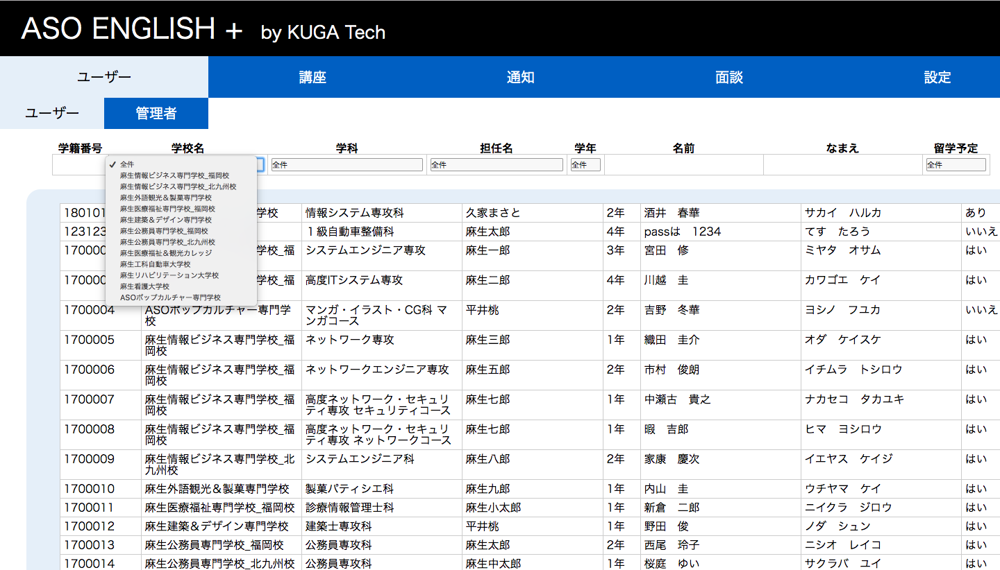 ASO ENGLISH + by KUGA Tech
ユーザー 講座 通知 面談 設定
ユーザー 管理者
学籍番号 学校名 学科 担任名 学年 名前 なまえ 留学予定
✓ 全件
麻生情報ビジネス専門学校_福岡校
麻生情報ビジネス専門学校_北九州校
麻生外語観光＆製菓専門学校
麻生医療福祉専門学校_福岡校
麻生建築＆デザイン専門学校
麻生公務員専門学校_福岡校
麻生公務員専門学校_北九州校
麻生医療福祉＆観光カレッジ
麻生工科自動車大学校
麻生リハビリテーション大学校
麻生看護大学校
ASOポップカルチャー専門学校
全件 全件 全件 全件
180101 学校 情報システム専攻科 久家まさと 2年 酒井　春華 サカイ　ハルカ あり
123123 １級自動車整備科 麻生太郎 4年 passは　1234 てす　たろう いいえ
170000 学校_福 システムエンジニア専攻 麻生一郎 3年 宮田　修 ミヤタ　オサム はい
170000 学校_福 高度ITシステム専攻 麻生二郎 4年 川越　圭 カワゴエ　ケイ はい
1700004 ASOポップカルチャー専門学 マンガ・イラスト・CG科 マ 平井桃 2年 吉野　冬華 ヨシノ　フユカ いいえ
校 ンガコース
1700005 麻生情報ビジネス専門学校_福 ネットワーク専攻 麻生三郎 1年 織田　圭介 オダ　ケイスケ はい
岡校
1700006 麻生情報ビジネス専門学校_福 ネットワークエンジニア専攻 麻生五郎 2年 市村　俊朗 イチムラ　トシロウ はい
岡校
1700007 麻生情報ビジネス専門学校_福 高度ネットワーク・セキュリ 麻生七郎 1年 中瀬古　貴之 ナカセコ　タカユキ はい
岡校 ティ専攻 セキュリティコース
1700008 麻生情報ビジネス専門学校_福 高度ネットワーク・セキュリ 麻生七郎 1年 暇　吉郎 ヒマ　ヨシロウ はい
岡校 ティ専攻 ネットワークコース
1700009 麻生情報ビジネス専門学校_北 システムエンジニア科 麻生八郎 2年 家康　慶次 イエヤス　ケイジ はい
九州校
1700010 麻生外語観光＆製菓専門学校 製菓パティシエ科 麻生九郎 1年 内山　圭 ウチヤマ　ケイ はい
1700011 麻生医療福祉専門学校_福岡校 診療情報管理士科 麻生小太郎 1年 新倉　二郎 ニイクラ　ジロウ はい
1700012 麻生建築＆デザイン専門学校 建築士専攻科 平井桃 1年 野田　俊 ノダ　シュン はい
1700013 麻生公務員専門学校_福岡校 公務員専攻科 麻生太郎 2年 西尾　玲子 ニシオ　レイコ はい
1700014 麻生公務員専門学校_北九州校 公務員専攻科 麻生中太郎 1年 桜庭　ゆい サクラバ　ユイ はい